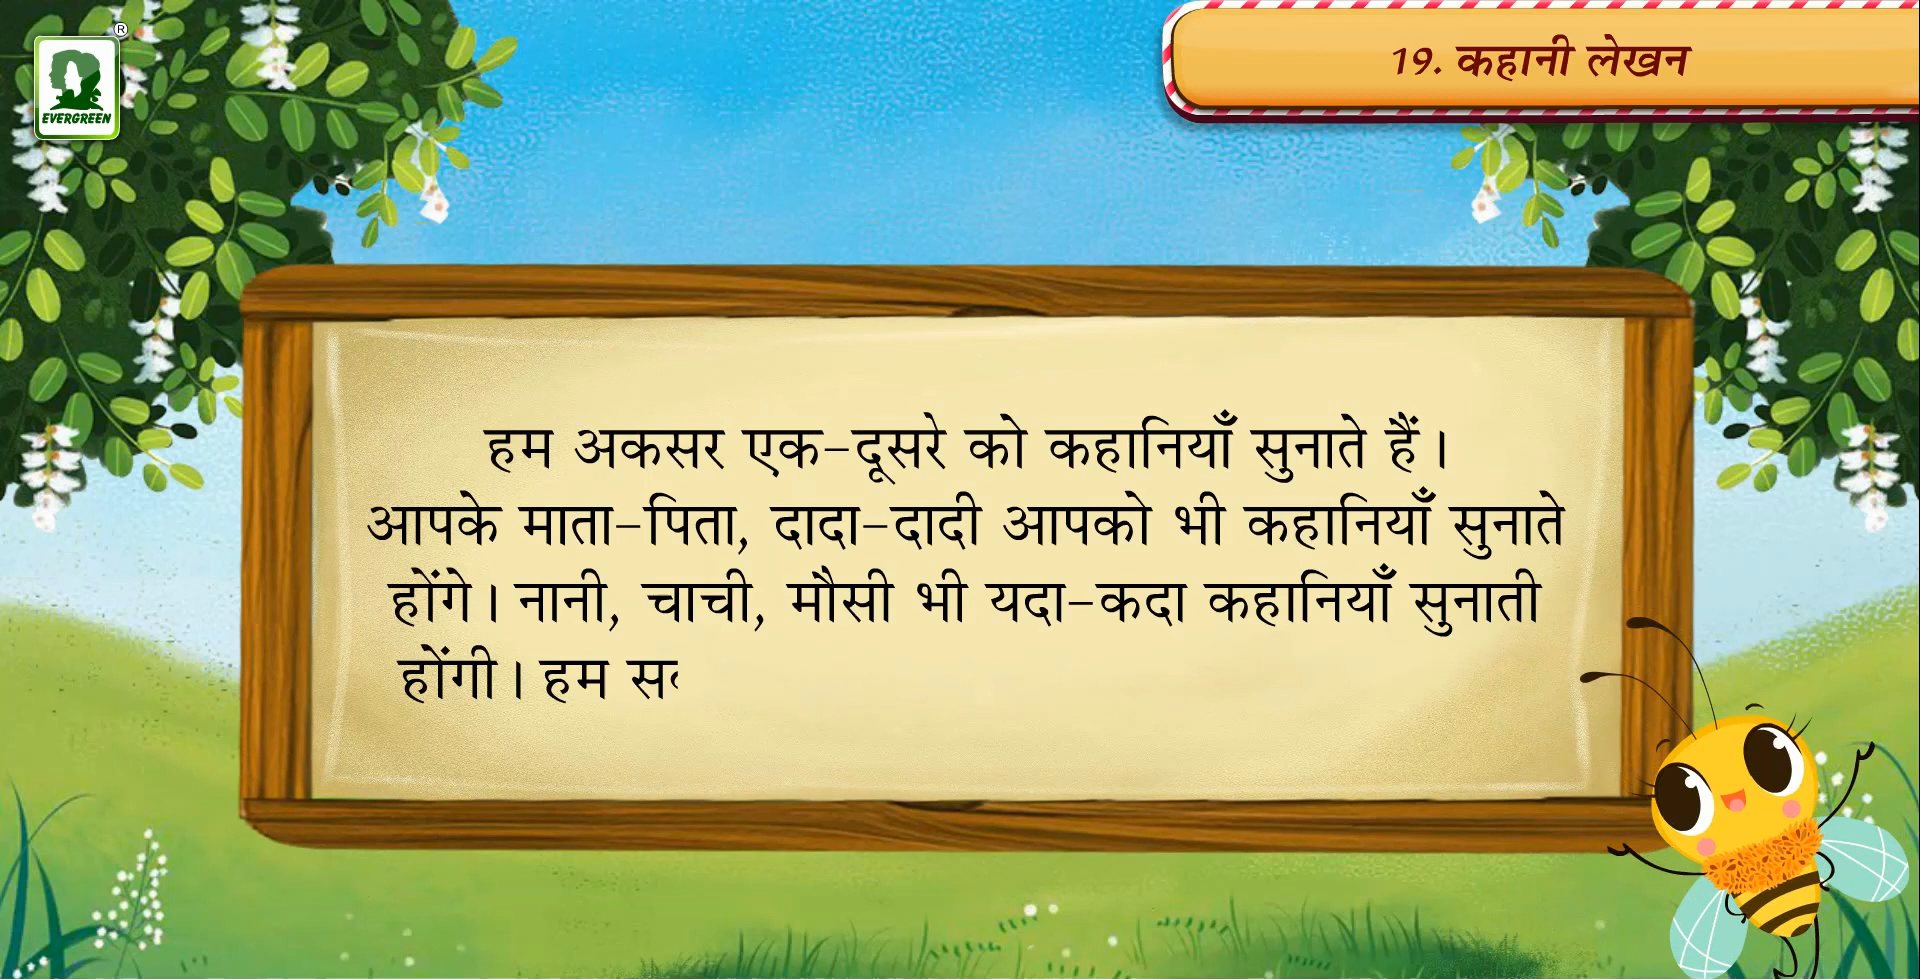 EVERGREEN
®
19. कहानी लेखन
हम अकसर एक-दूसरे को कहानियाँ सुनाते हैं।
आपके माता-पिता, दादा-दादी आपको भी कहानियाँ सुनाते
होंगे। नानी, चाची, मौसी भी यदा-कदा कहानियाँ सुनाती
होंगी। हम